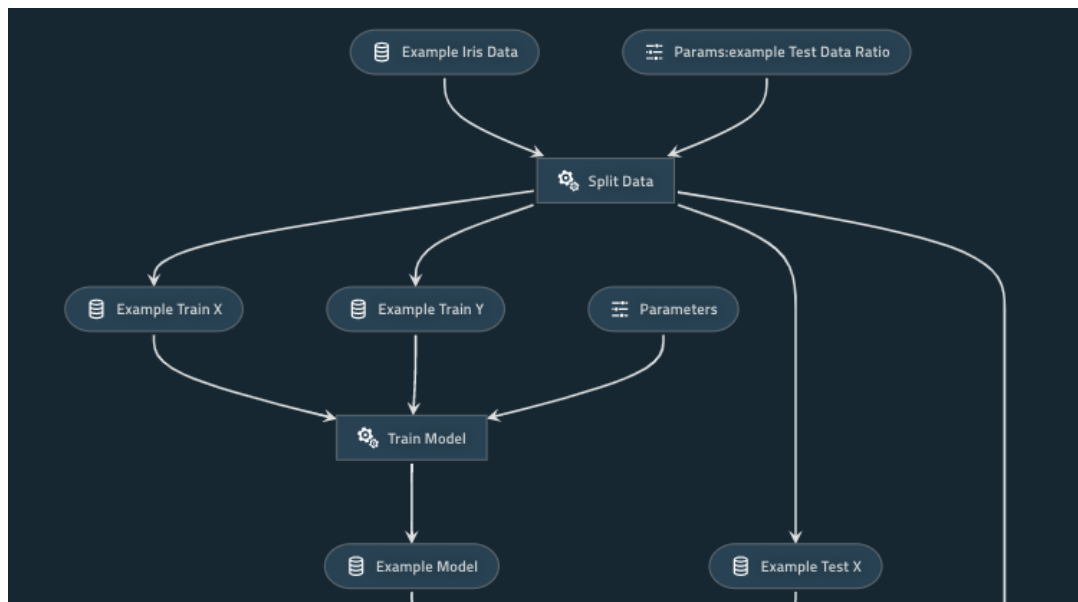 Example Iris Data
Params:example Test Data Ratio
Split Data
Example Train X
Example Train Y
Parameters
Train Model
Example Model
Example Test X